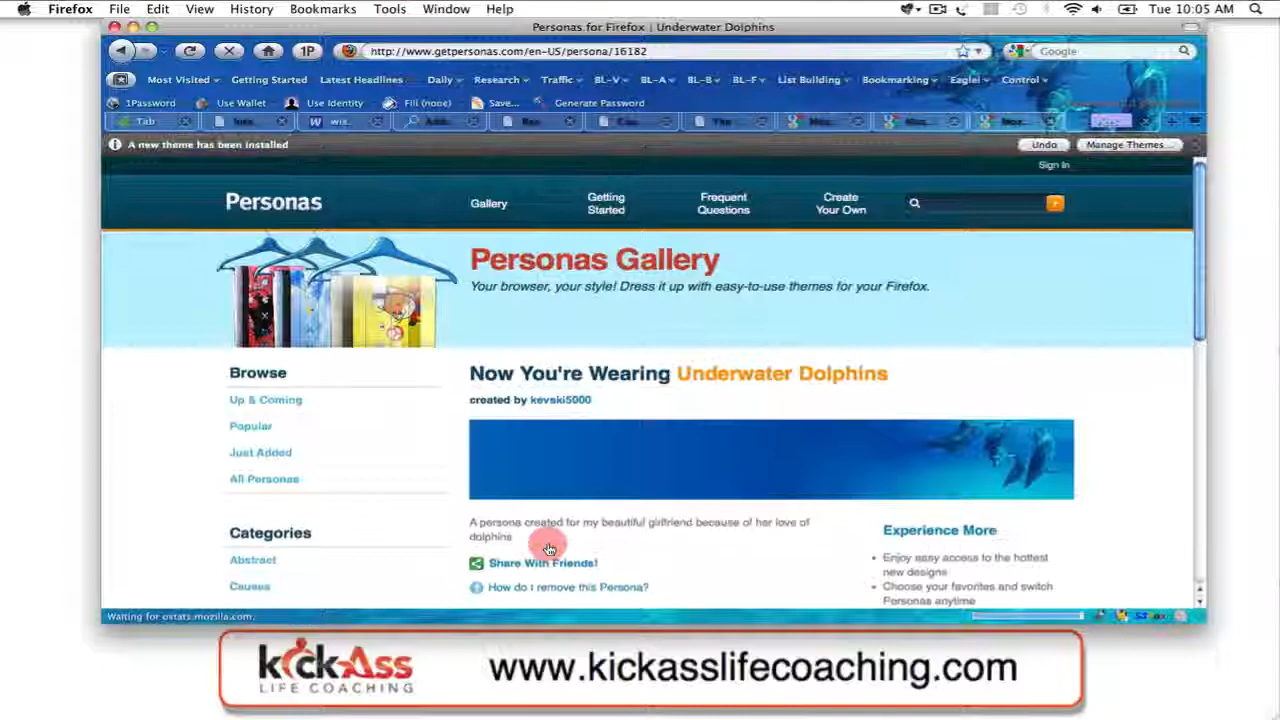 Firefox File Edit View History Bookmarks Tools Window Help Tue 10:05 AM
Personas for Firefox | Underwater Dolphins
1P http://www.getpersonas.com/en-US/persona/16182 Google
Most Visited Getting Started Latest Headlines Daily Research Traffic BL-V BL-A BL-B BL-F List Building Bookmarking Eagle! Control
1Password Use Wallet Use Identity Fill (none) Save... Generate Password
Tab
A new theme has been installed Undo Manage Themes...
Sign In
Personas
Gallery
Getting
Started
Frequent
Questions
Create
Your Own
Personas Gallery
Your browser, your style! Dress it up with easy-to-use themes for your Firefox.
Browse
Up & Coming
Popular
Just Added
All Personas
Categories
Abstract
Causes
Now You're Wearing Underwater Dolphins
created by kevski5000
A persona created for my beautiful girlfriend because of her love of
dolphins
Share With Friends!
How do I remove this Persona?
Experience More
Enjoy easy access to the hottest
new designs
Choose your favorites and switch
Personas anytime
Waiting for ostats.mozilla.com.
kick-Ass
LIFE COACHING
www.kickasslifecoaching.com